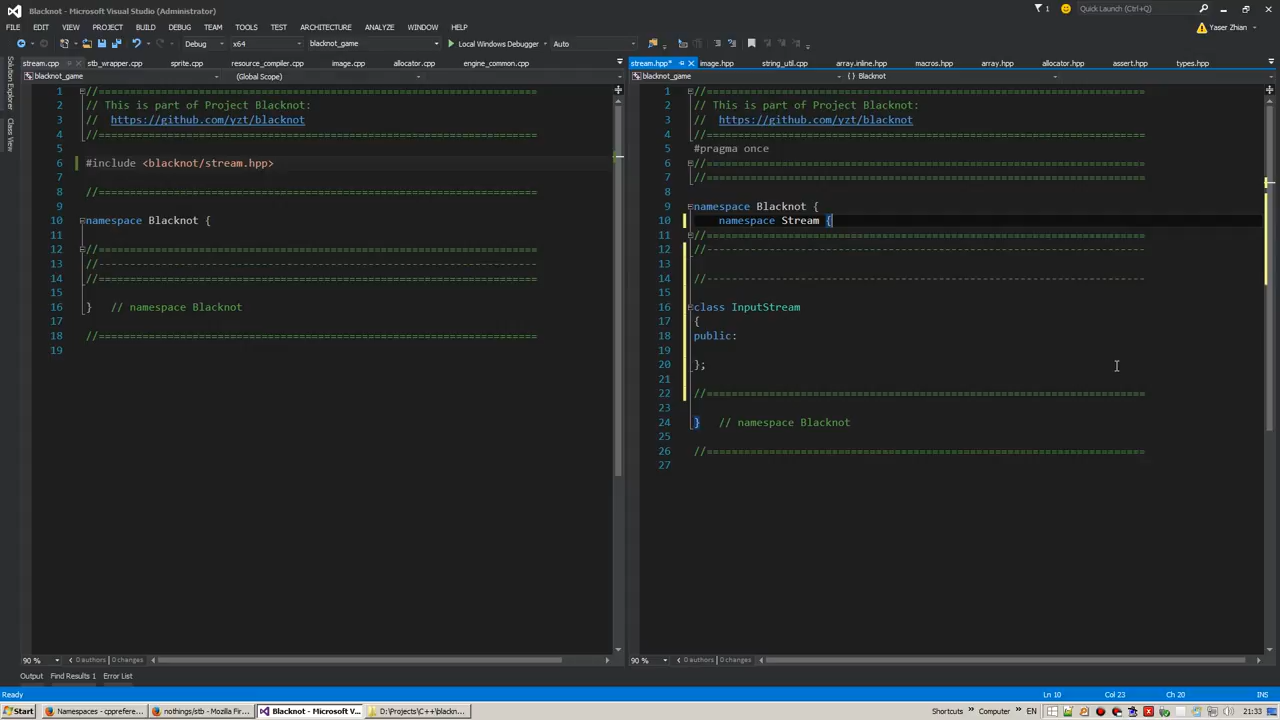 Blacknot - Microsoft Visual Studio (Administrator)
1
Quick Launch (Ctrl+Q)
FILE EDIT VIEW PROJECT BUILD DEBUG TEAM TOOLS ARCHITECTURE ANALYZE WINDOW HELP
Yaser Zhian
Debug x64 blacknot_game Local Windows Debugger Auto
Solution Explorer
Class View
stream.cpp stb_wrapper.cpp sprite.cpp resource_compiler.cpp image.cpp allocator.cpp engine_common.cpp
blacknot_game (Global Scope)
1 //======================================================================
2 // This is part of Project Blacknot:
3 //  https://github.com/yzt/blacknot
4 //======================================================================
5
6 #include <blacknot/stream.hpp>
7
8 //======================================================================
9
10 namespace Blacknot {
11
12 //======================================================================
13 //----------------------------------------------------------------------
14 //======================================================================
15
16 }   // namespace Blacknot
17
18 //======================================================================
19
90 % 0 authors 0 changes
stream.hpp* image.hpp string_util.cpp array.inline.hpp macros.hpp array.hpp allocator.hpp assert.hpp types.hpp
blacknot_game {} Blacknot
1 //======================================================================
2 // This is part of Project Blacknot:
3 //  https://github.com/yzt/blacknot
4 //======================================================================
5 #pragma once
6 //======================================================================
7 //======================================================================
8
9 namespace Blacknot {
10     namespace Stream {
11 //======================================================================
12 //----------------------------------------------------------------------
13
14 //----------------------------------------------------------------------
15
16 class InputStream
17 {
18 public:
19
20 };
21
22 //======================================================================
23
24 }   // namespace Blacknot
25
26 //======================================================================
27
90 % 0 authors 0 changes
Output Find Results 1 Error List
Ready Ln 10 Col 23 Ch 20 INS
Start Namespaces - cpprefere... nothings/stb - Mozilla Fir... Blacknot - Microsoft V... D:\Projects\C++\blackn... Shortcuts » Computer » EN 21:33